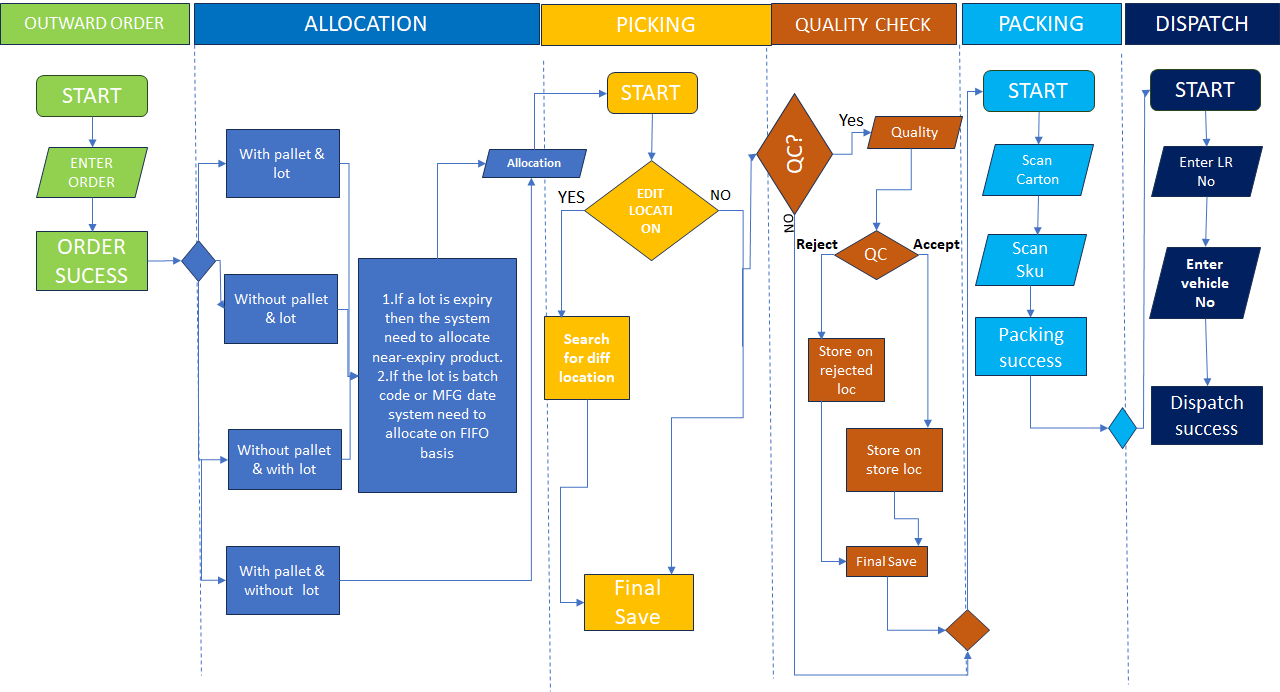 OUTWARD ORDER
ALLOCATION
PICKING
QUALITY CHECK
PACKING
DISPATCH
START
ENTER
ORDER
ORDER
SUCESS
With pallet &
lot
Without pallet
& lot
Without pallet
& with lot
With pallet &
without lot
1.If a lot is expiry
then the system
need to allocate
near-expiry product.
2.If the lot is batch
code or MFG date
system need to
allocate on FIFO
basis
Allocation
START
EDIT
LOCATI
ON
YES
NO
Search
for diff
location
Final
Save
QC?
Yes
NO
Quality
QC
Reject
Accept
Store on
rejected
loc
Store on
store loc
Final Save
START
Scan
Carton
Scan
Sku
Packing
success
START
Enter LR
No
Enter
vehicle
No
Dispatch
success